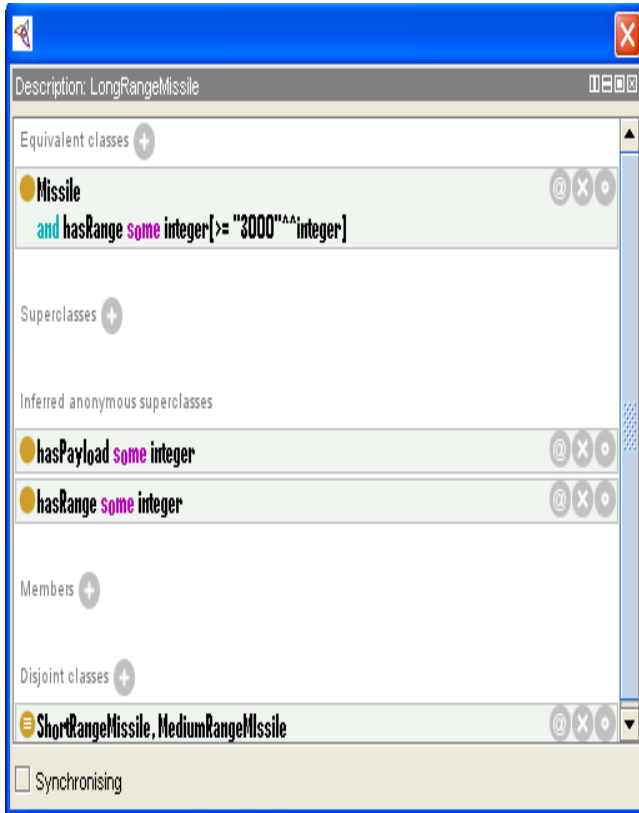 Description: LongRangeMissile
Equivalent classes
Missile
and hasRange some integer[>= "3000"^^integer]
Superclasses
Inferred anonymous superclasses
hasPayload some integer
hasRange some integer
Members
Disjoint classes
ShortRangeMissile, MediumRangeMIssile
Synchronising